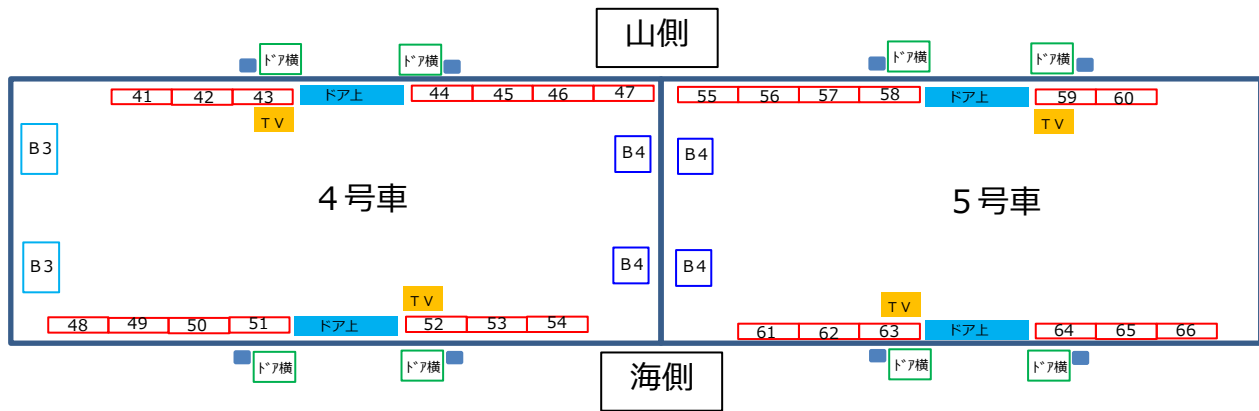 山側
ドア横 ドア横 ドア横 ドア横
41 42 43 ドア上 44 45 46 47 55 56 57 58 ドア上 59 60
ＴＶ ＴＶ
Ｂ３ Ｂ４ Ｂ４
４号車 ５号車
Ｂ３ Ｂ４ Ｂ４
ＴＶ ＴＶ
48 49 50 51 ドア上 52 53 54 61 62 63 ドア上 64 65 66
ドア横 ドア横 ドア横 ドア横
海側